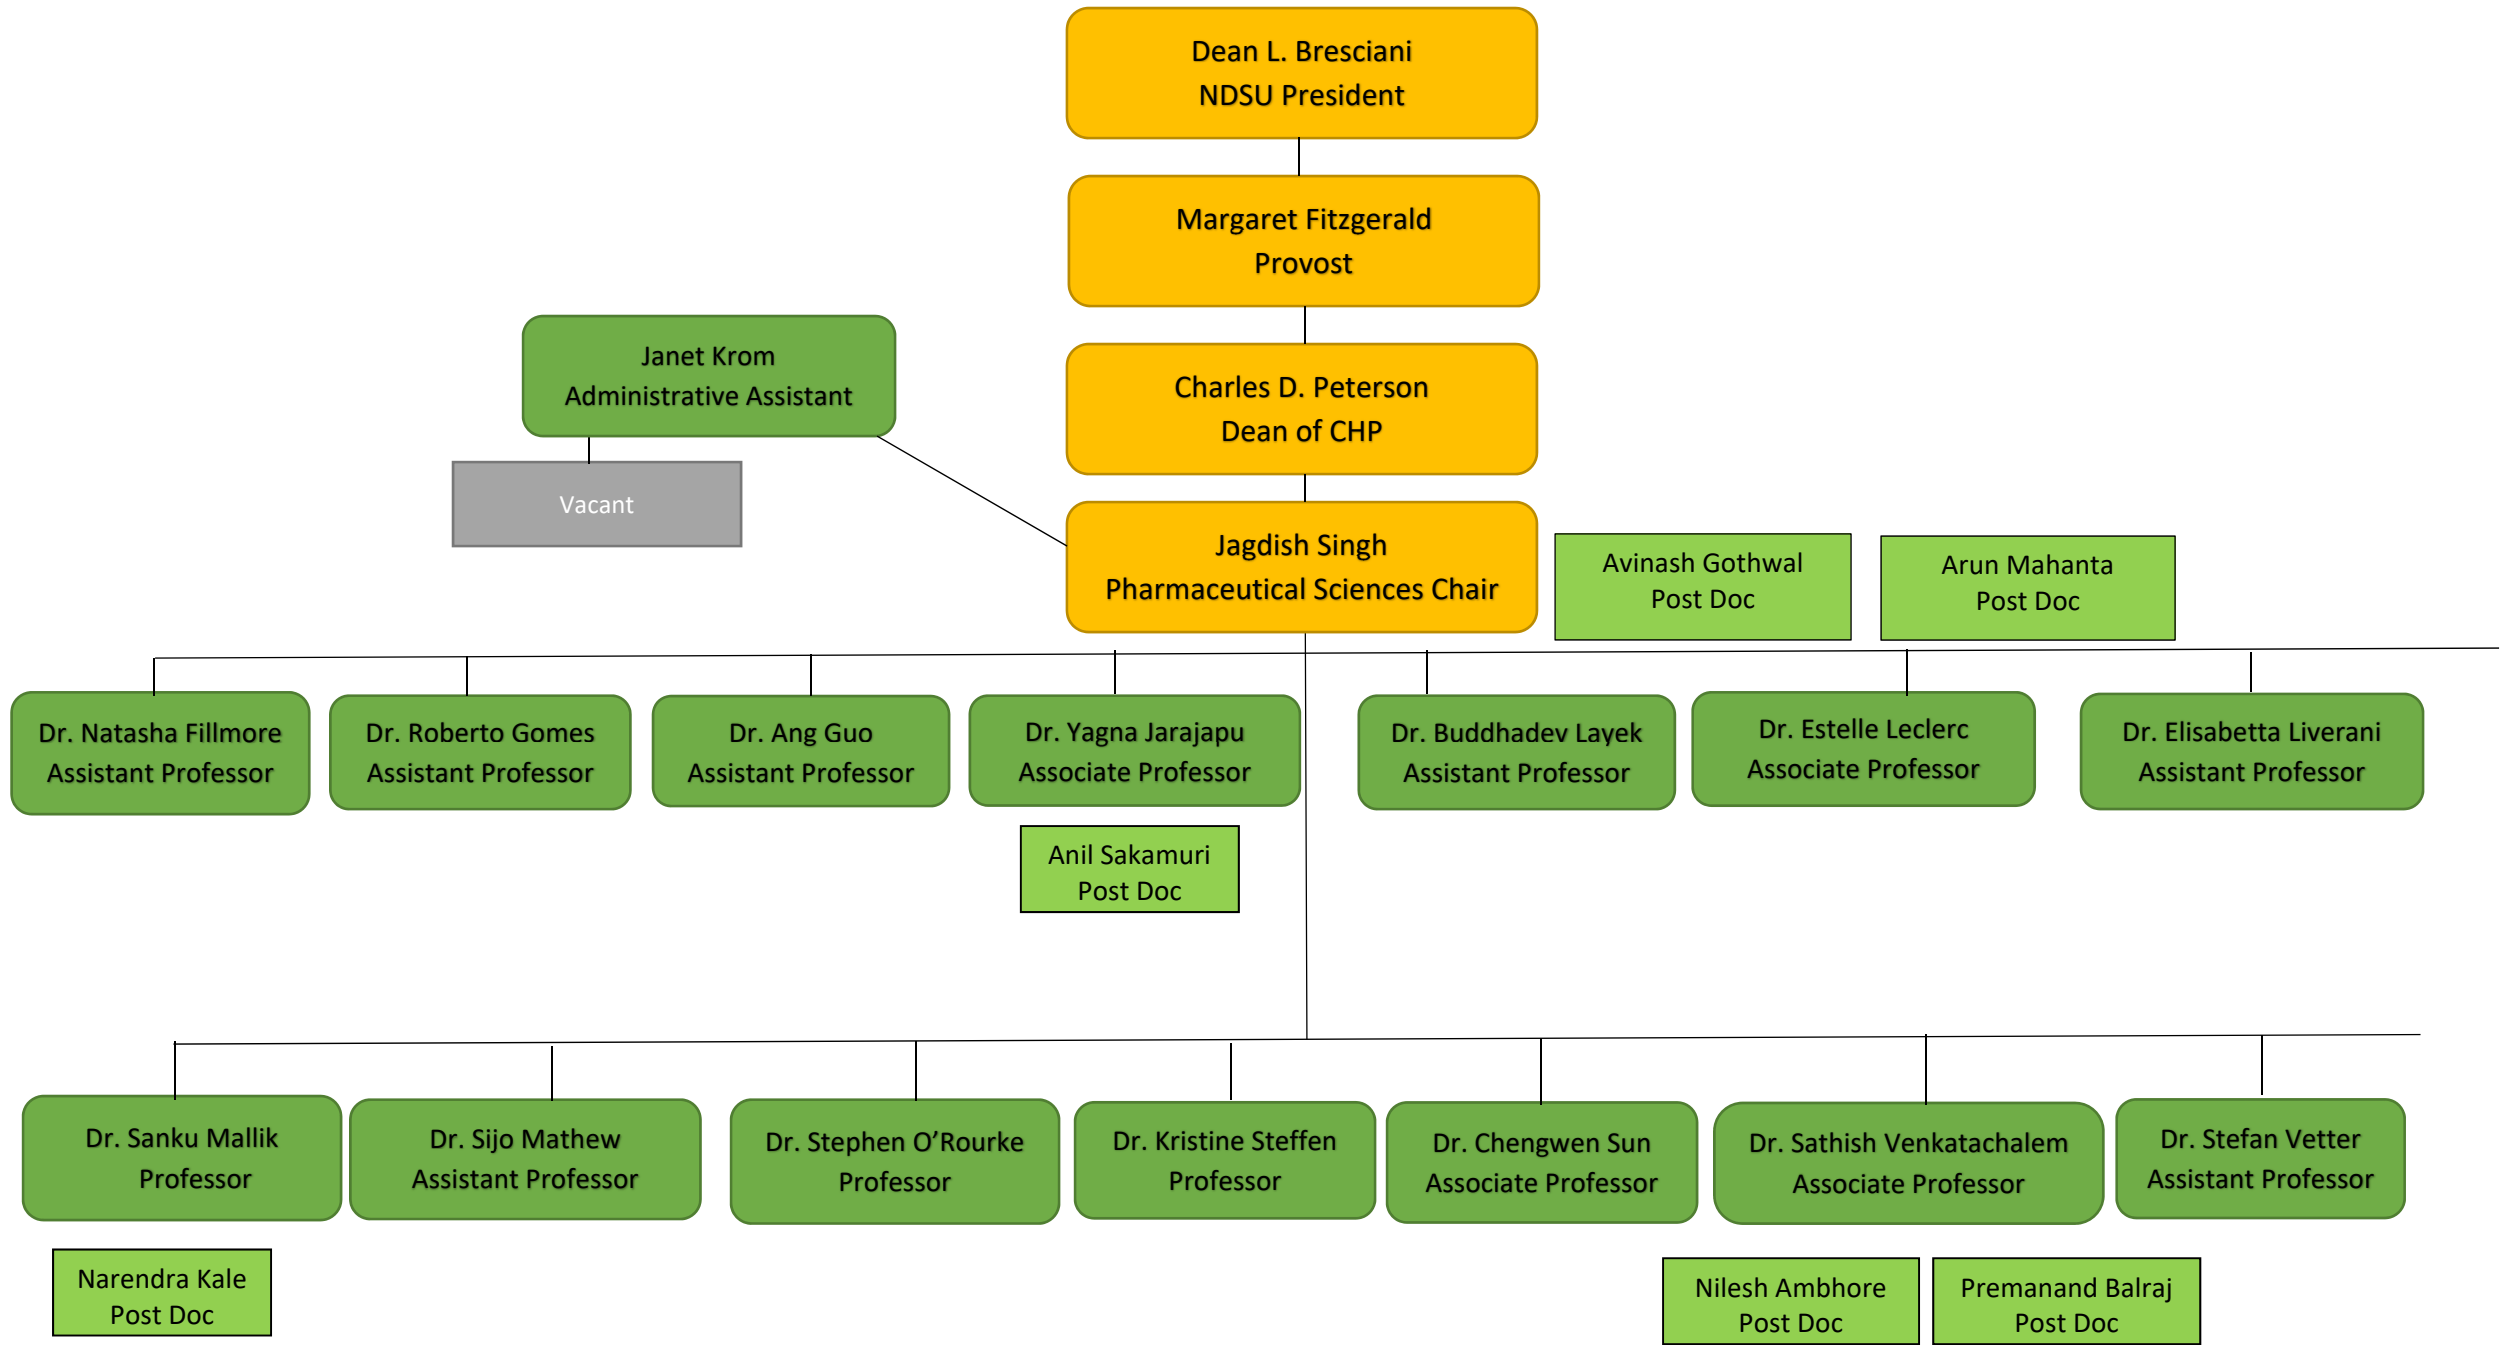 Dean L. Bresciani
NDSU President
Margaret Fitzgerald
Provost
Janet Krom
Administrative Assistant
Charles D. Peterson
Dean of CHP
Vacant
Jagdish Singh
Pharmaceutical Sciences Chair
Avinash Gothwal
Post Doc
Arun Mahanta
Post Doc
Dr. Natasha Fillmore
Assistant Professor
Dr. Roberto Gomes
Assistant Professor
Dr. Ang Guo
Assistant Professor
Dr. Yagna Jarajapu
Associate Professor
Dr. Buddhadev Layek
Assistant Professor
Dr. Estelle Leclerc
Associate Professor
Dr. Elisabetta Liverani
Assistant Professor
Anil Sakamuri
Post Doc
Dr. Sanku Mallik
Professor
Dr. Sijo Mathew
Assistant Professor
Dr. Stephen O’Rourke
Professor
Dr. Kristine Steffen
Professor
Dr. Chengwen Sun
Associate Professor
Dr. Sathish Venkatachalem
Associate Professor
Dr. Stefan Vetter
Assistant Professor
Narendra Kale
Post Doc
Nilesh Ambhore
Post Doc
Premanand Balraj
Post Doc